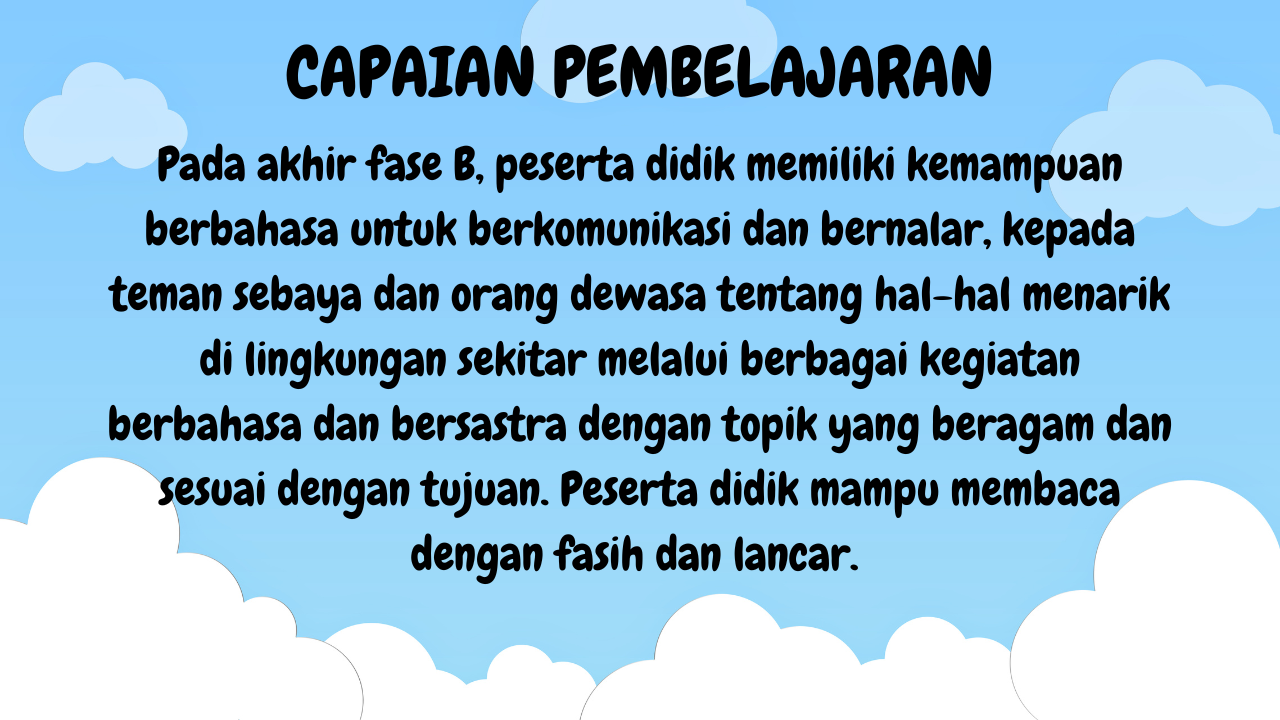 CAPAIAN PEMBELAJARAN
Pada akhir fase B, peserta didik memiliki kemampuan
berbahasa untuk berkomunikasi dan bernalar, kepada
teman sebaya dan orang dewasa tentang hal-hal menarik
di lingkungan sekitar melalui berbagai kegiatan
berbahasa dan bersastra dengan topik yang beragam dan
sesuai dengan tujuan. Peserta didik mampu membaca
dengan fasih dan lancar.